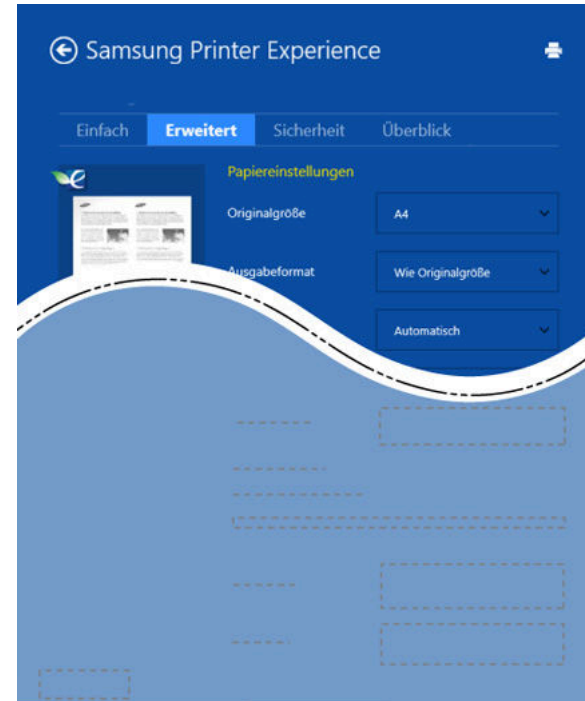 Samsung Printer Experience
Einfach Erweitert Sicherheit Überblick
Papiereinstellungen
Originalgröße A4
Ausgabeformat Wie Originalgröße
Automatisch